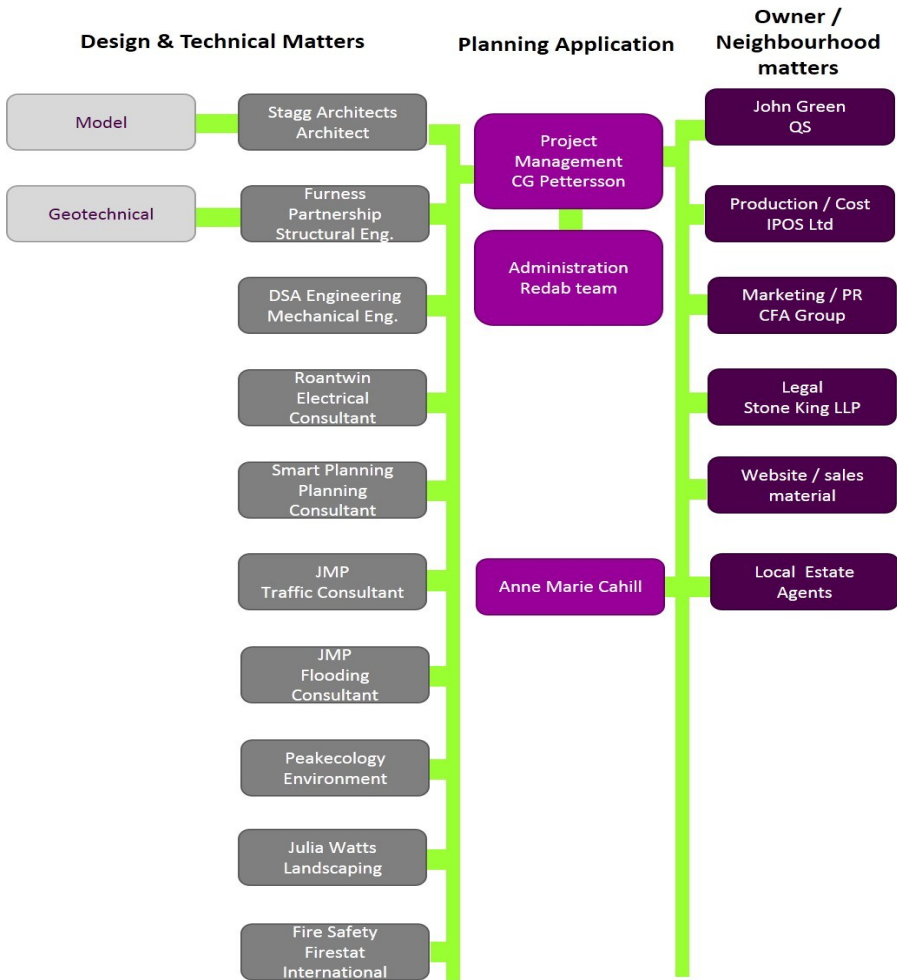 Design & Technical Matters
Planning Application
Owner /
Neighbourhood
matters
Model
Stagg Architects
Architect
Geotechnical
Furness
Partnership
Structural Eng.
DSA Engineering
Mechanical Eng.
Roantwin
Electrical
Consultant
Smart Planning
Planning
Consultant
JMP
Traffic Consultant
JMP
Flooding
Consultant
Peakecology
Environment
Julia Watts
Landscaping
Fire Safety
Firestat
International
Project
Management
CG Pettersson
Administration
Redab team
Anne Marie Cahill
John Green
QS
Production / Cost
IPOS Ltd
Marketing / PR
CFA Group
Legal
Stone King LLP
Website / sales
material
Local Estate
Agents